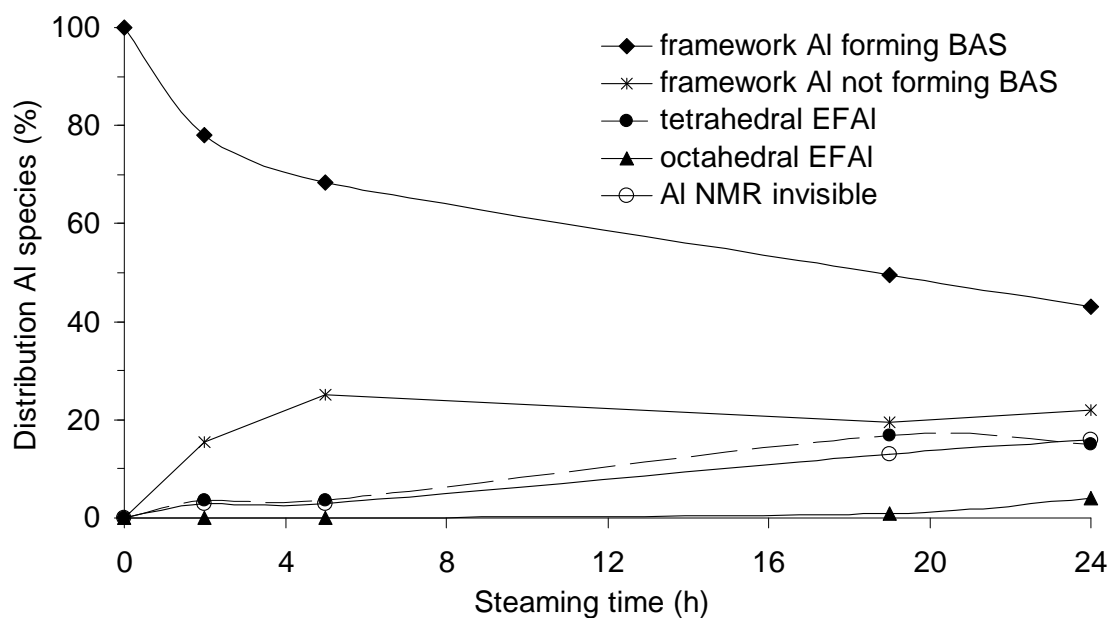 100
80
60
40
20
0
Distribution Al species (%)
framework Al forming BAS
framework Al not forming BAS
tetrahedral EFAl
octahedral EFAl
Al NMR invisible
0 4 8 12 16 20 24
Steaming time (h)